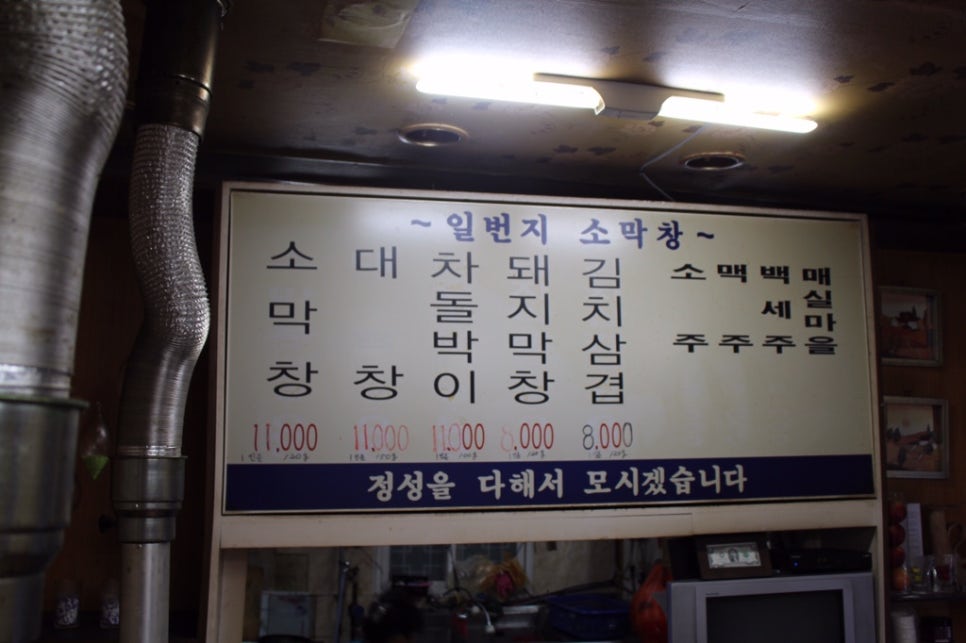 ~일번지 소막창~
소막창
대창
차돌박이
돼지막창
김치삼겹
소주
맥주
백세주
매실마을
11,000
11,000
11,000
8,000
8,000
정성을 다해서 모시겠습니다